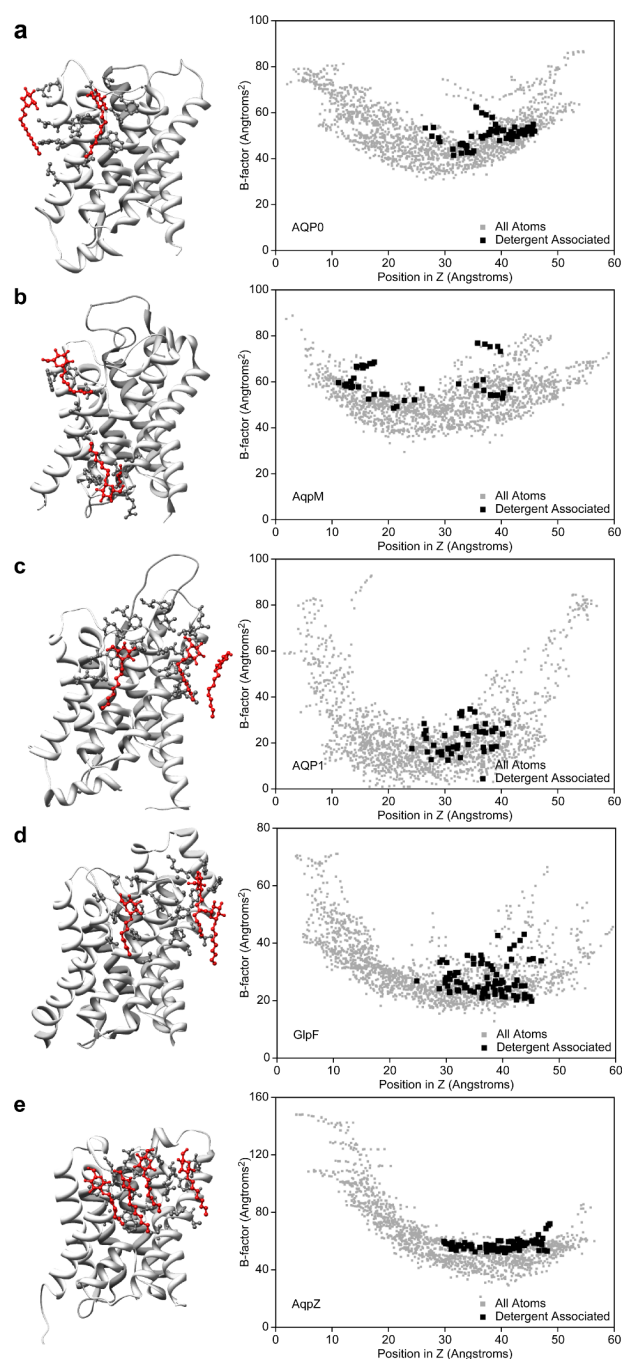 a
100
80
60
40
20
0
B-factor (Angtroms²)
AQP0
All Atoms
Detergent Associated
0 10 20 30 40 50 60
Position in Z (Angstroms)
b
100
80
60
40
20
0
B-factor (Angtroms²)
AqpM
All Atoms
Detergent Associated
0 10 20 30 40 50 60
Position in Z (Angstroms)
c
100
80
60
40
20
0
B-factor (Angtroms²)
AQP1
All Atoms
Detergent Associated
0 10 20 30 40 50 60
Position in Z (Angstroms)
d
80
60
40
20
0
B-factor (Angtroms²)
GlpF
All Atoms
Detergent Associated
0 10 20 30 40 50 60
Position in Z (Angstroms)
e
160
120
80
40
0
B-factor (Angtroms²)
AqpZ
All Atoms
Detergent Associated
0 10 20 30 40 50 60
Position in Z (Angstroms)